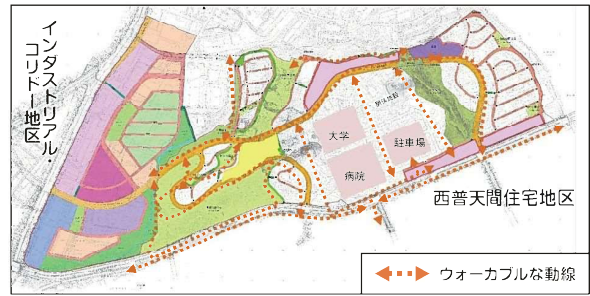 インダストリアル・
コリドー地区
大学
病院
駐車場
西普天間住宅地区
ウォーカブルな動線